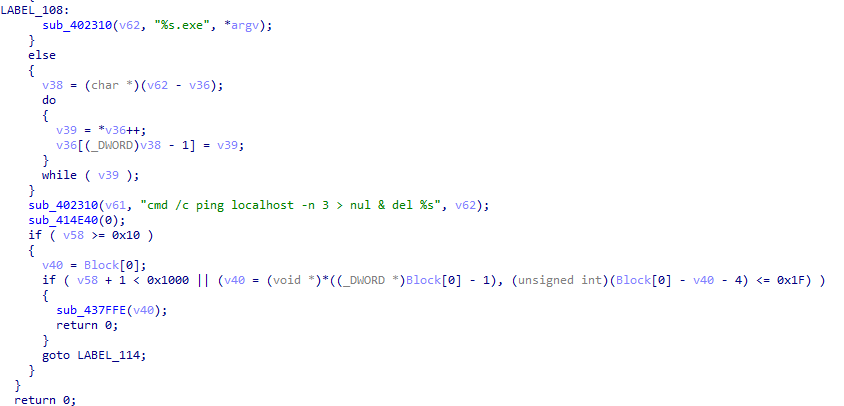 LABEL_108:
sub_402310(v62, "%s.exe", *argv);
}
else
{
v38 = (char *)(v62 - v36);
do
{
v39 = *v36++;
v36[(_DWORD)v38 - 1] = v39;
}
while ( v39 );
}
sub_402310(v61, "cmd /c ping localhost -n 3 > nul & del %s", v62);
sub_414E40(0);
if ( v58 >= 0x10 )
{
v40 = Block[0];
if ( v58 + 1 < 0x1000 || (v40 = (void *)*((_DWORD *)Block[0] - 1), (unsigned int)(Block[0] - v40 - 4) <= 0x1F) )
{
sub_437FFE(v40);
return 0;
}
goto LABEL_114;
}
}
return 0;